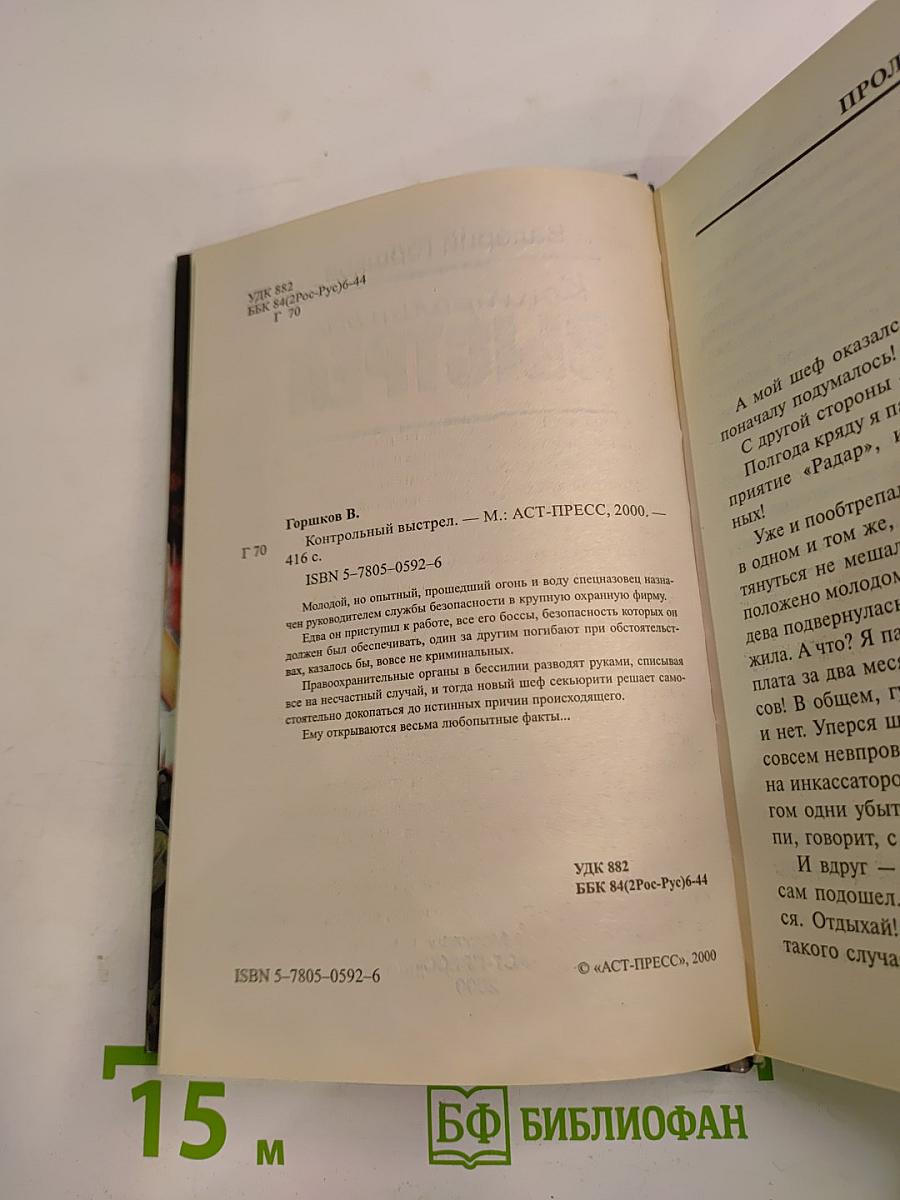 УДК 882
ББК 84(2Рос-Рус)6-44
Г 70
Горшков В.
Г 70
Контрольный выстрел. — М.: АСТ-ПРЕСС, 2000. —
416 с.
ISBN 5–7805–0592–6
Молодой, но опытный, прошедший огонь и воду спецназовец назна-
чен руководителем службы безопасности в крупную охранную фирму.
Едва он приступил к работе, все его боссы, безопасность которых он
должен был обеспечивать, один за другим погибают при обстоятельст-
вах, казалось бы, вовсе не криминальных.
Правоохранительные органы в бессилии разводят руками, списывая
все на несчастный случай, и тогда новый шеф секьюрити решает само-
стоятельно докопаться до истинных причин происходящего.
Ему открываются весьма любопытные факты...
УДК 882
ББК 84(2Рос-Рус)6-44
ISBN 5–7805–0592–6
© «АСТ-ПРЕСС», 2000
ПРОЛ
А мой шеф оказалс
поначалу подумалось!
С другой стороны
Полгода кряду я па
приятие «Радар», и
ных!
Уже и пообтрепал
в одном и том же,
тянуться не мешал
положено молодом
дева подвернулась
жила. А что? Я па
плата за два меся
сов! В общем, гу
и нет. Уперся ш
совсем невпров
на инкассаторо
гом одни убыт
пи, говорит, с
И вдруг —
сам подошел.
ся. Отдыхай!
такого случа
15 м
БФ БИБЛИОФАН